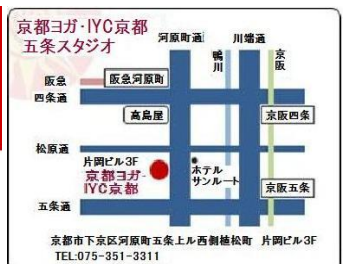 京都ヨガ・IYC京都
五条スタジオ
河原町通
川端通
鴨川
京阪
阪急
阪急河原町
四条通
高島屋
京阪四条
松原通
片岡ビル3F
京都ヨガ・
IYC京都
ホテル
サンルート
京阪五条
五条通
京都市下京区河原町五条上ル西側植松町 片岡ビル3F
TEL:075-351-3311